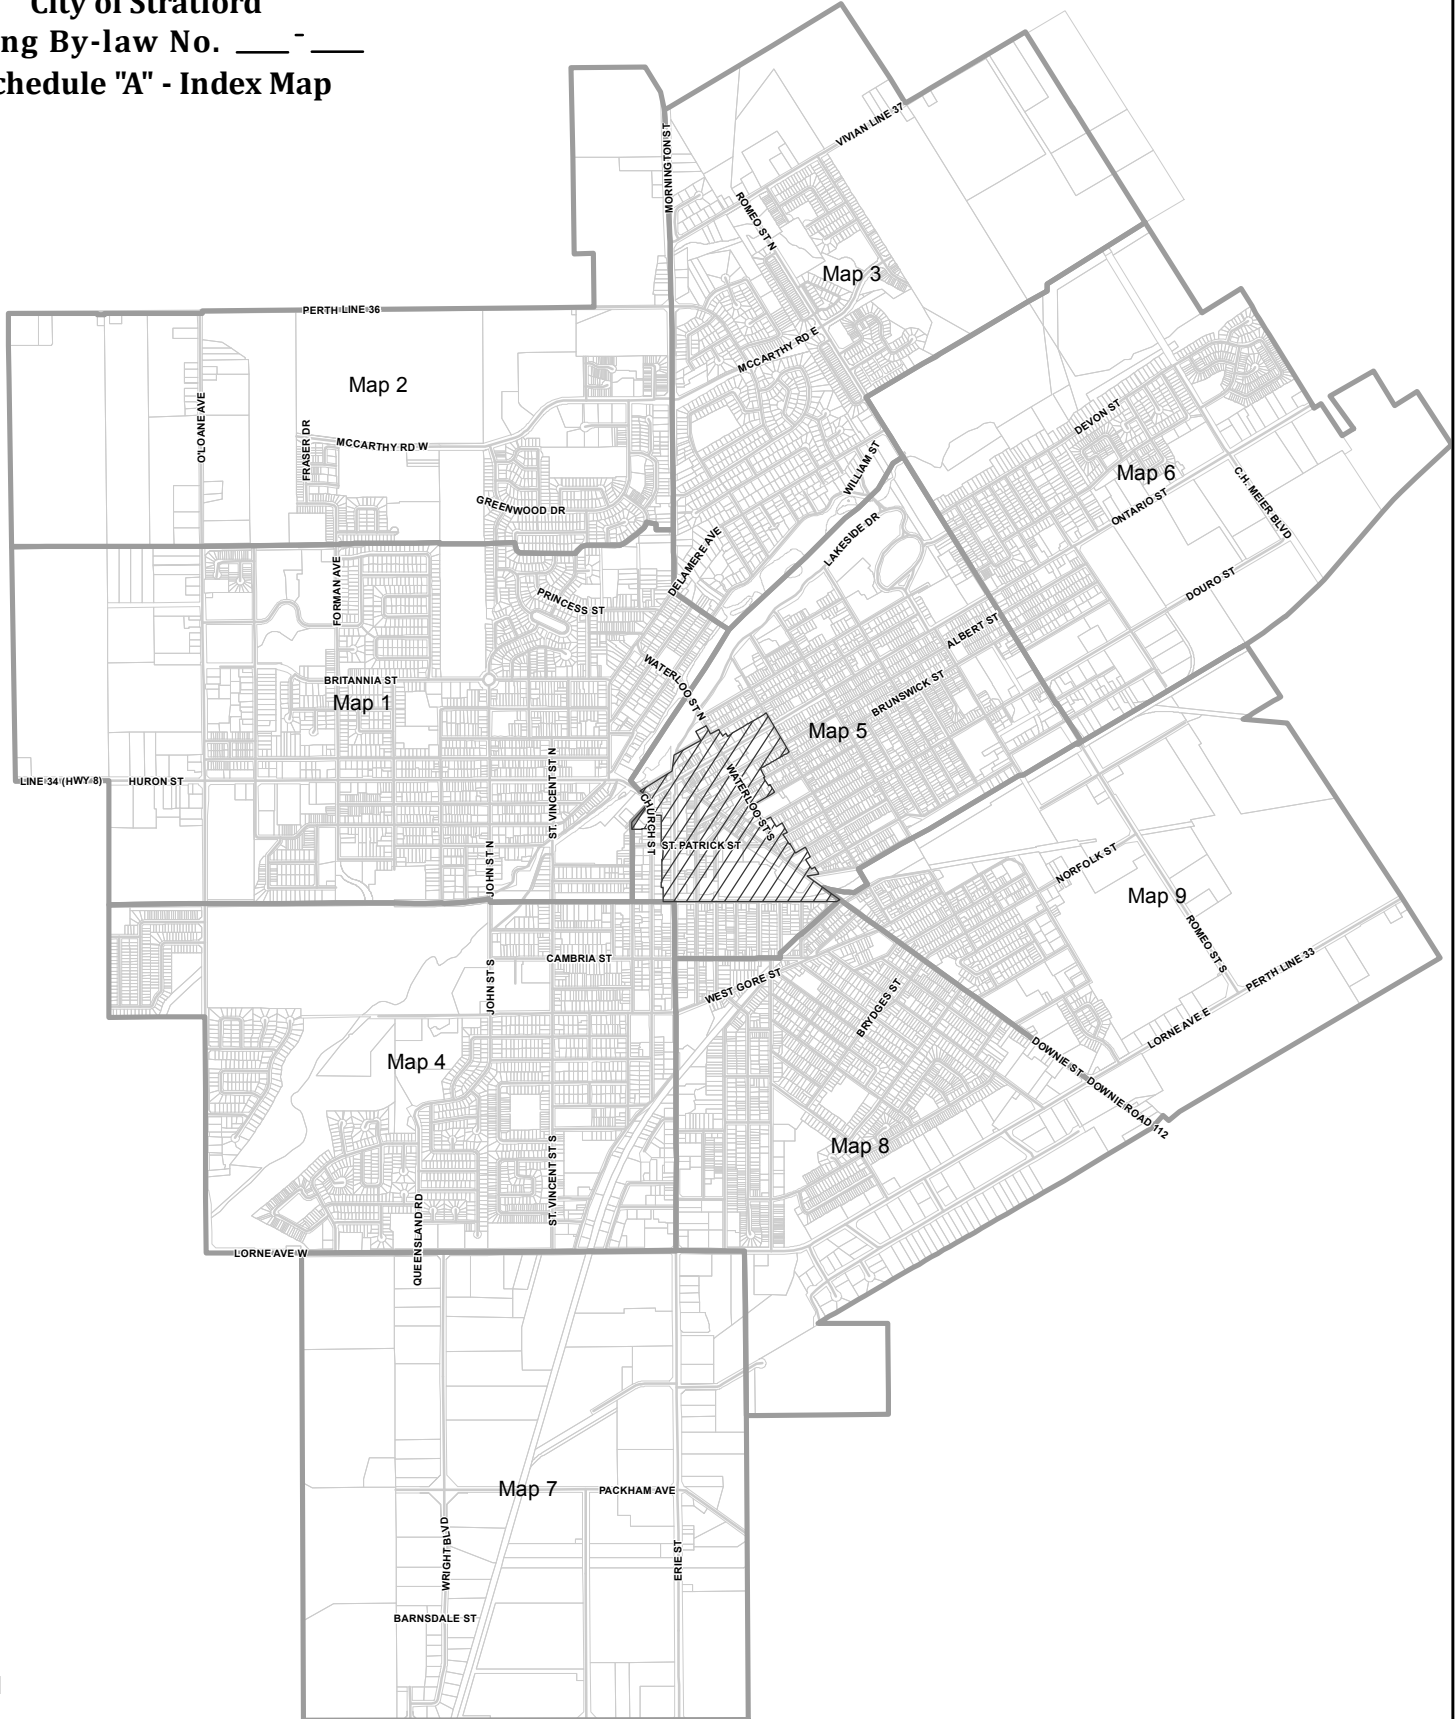 City of Stratford
ng By-law No. ___-___
chedule "A" - Index Map
MORNINGTON ST
VIVIAN LINE 37
ROMEO ST N
Map 3
PERTH LINE 36
MCCARTHY RD E
Map 2
O'LOANE AVE
FRASER DR
MCCARTHY RD W
DEVON ST
WILLIAM ST
Map 6
C.H. MEIER BLVD
GREENWOOD DR
ONTARIO ST
LAKESIDE DR
DELAMERE AVE
FORMAN AVE
DOURO ST
PRINCESS ST
ALBERT ST
WATERLOO ST N
BRITANNIA ST
BRUNSWICK ST
Map 1
Map 5
LINE 34 (HWY 8)
HURON ST
ST. VINCENT ST N
CHURCH ST
WATERLOO ST S
ST. PATRICK ST
JOHN ST N
NORFOLK ST
Map 9
ROMEO ST S
CAMBRIA ST
JOHN ST S
WEST GORE ST
PERTH LINE 33
BRYDGES ST
LORNE AVE E
Map 4
DOWNIE ST
DOWNIE ROAD 112
Map 8
ST. VINCENT ST S
QUEENSLAND RD
LORNE AVE W
Map 7
PACKHAM AVE
WRIGHT BLVD
ERIE ST
BARNSDALE ST